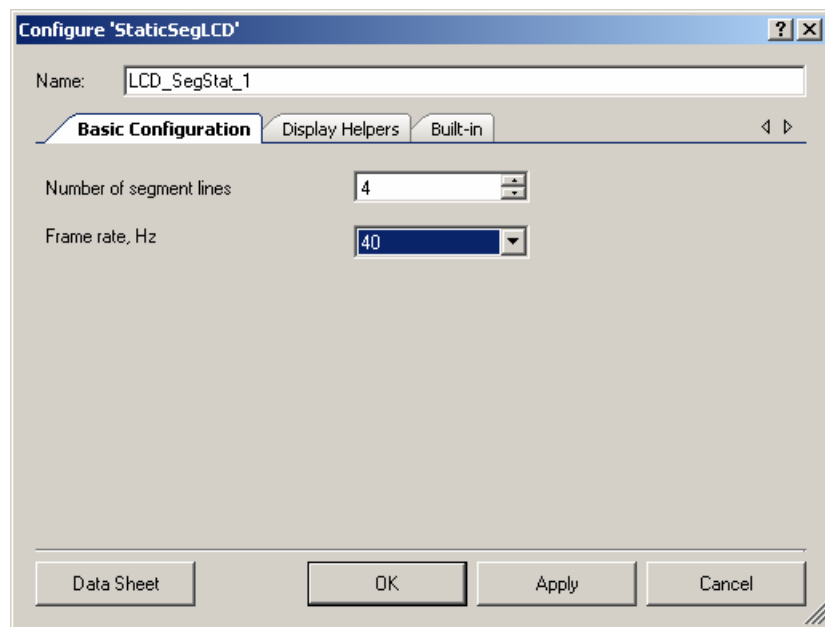 Configure 'StaticSegLCD'
Name: LCD_SegStat_1
Basic Configuration Display Helpers Built-in
Number of segment lines 4
Frame rate, Hz 40
Data Sheet OK Apply Cancel